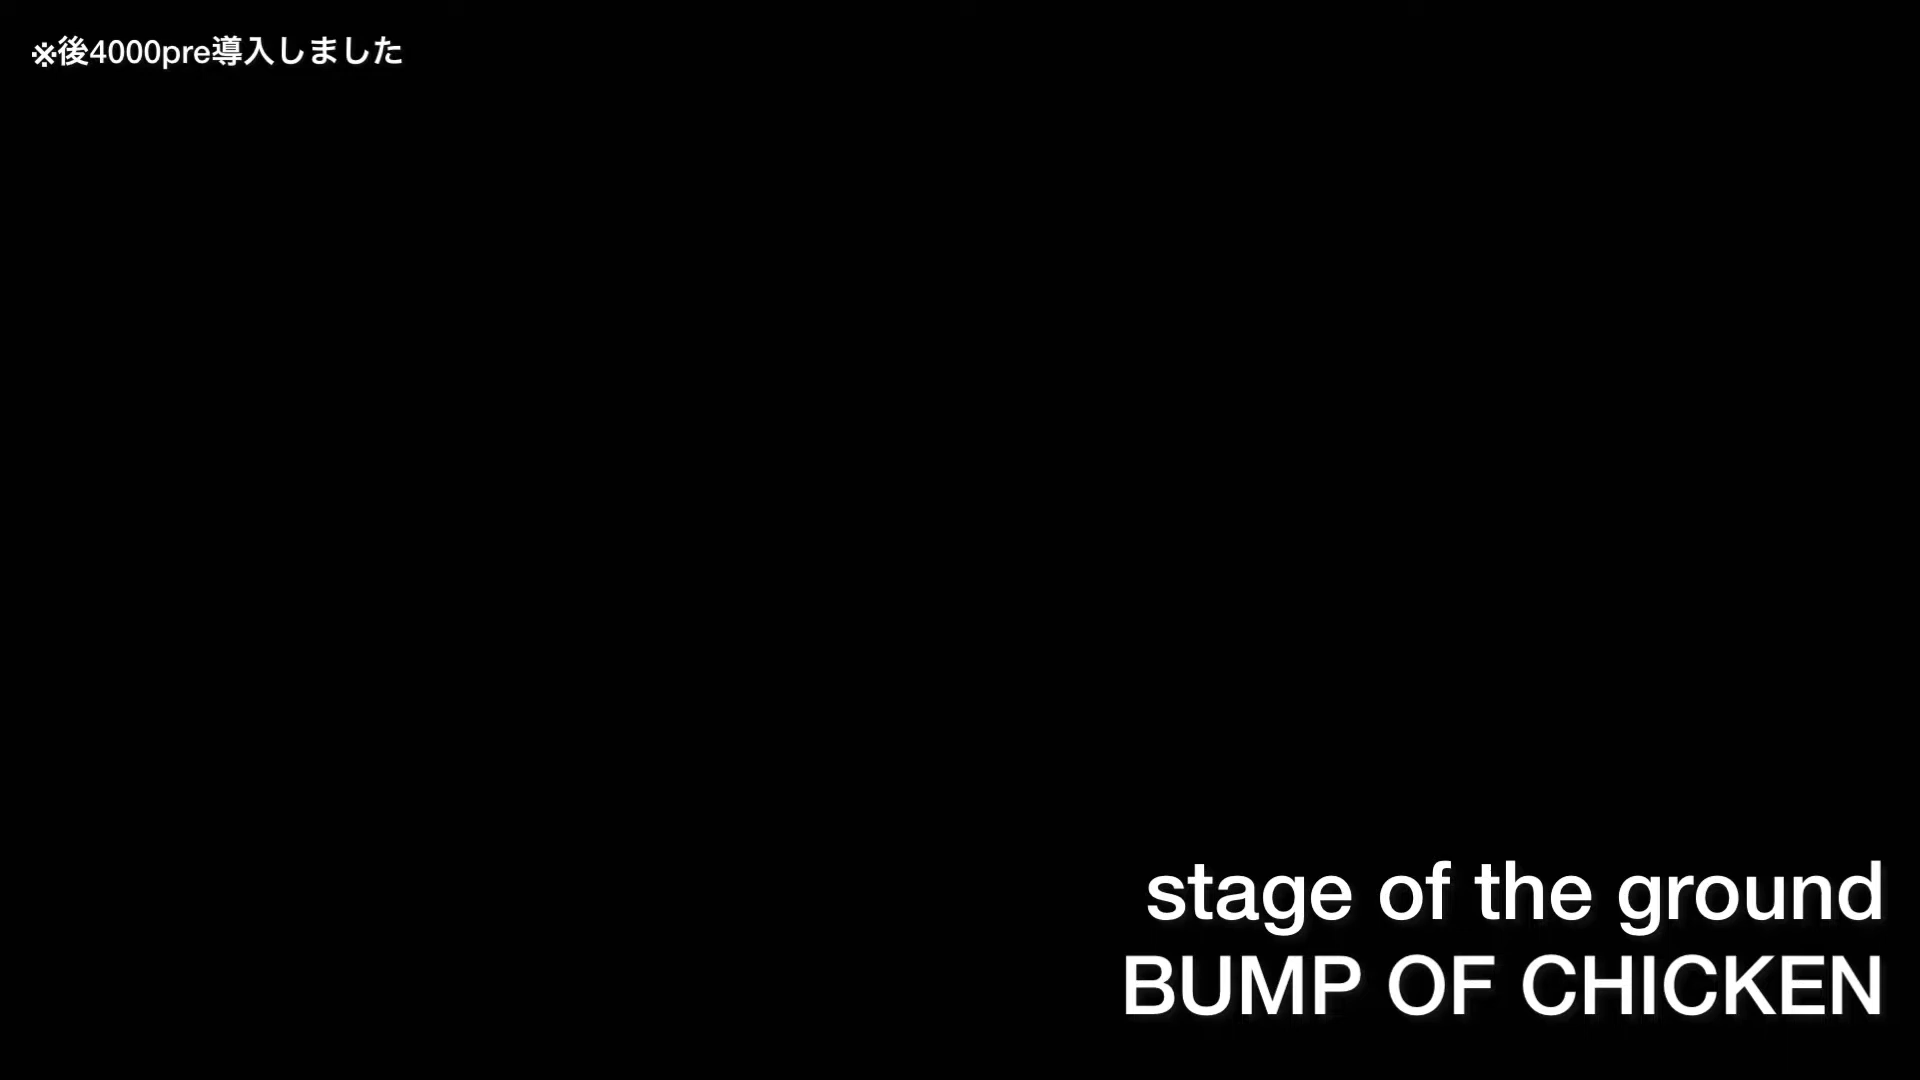 ※後4000pre導入しました
stage of the ground
BUMP OF CHICKEN